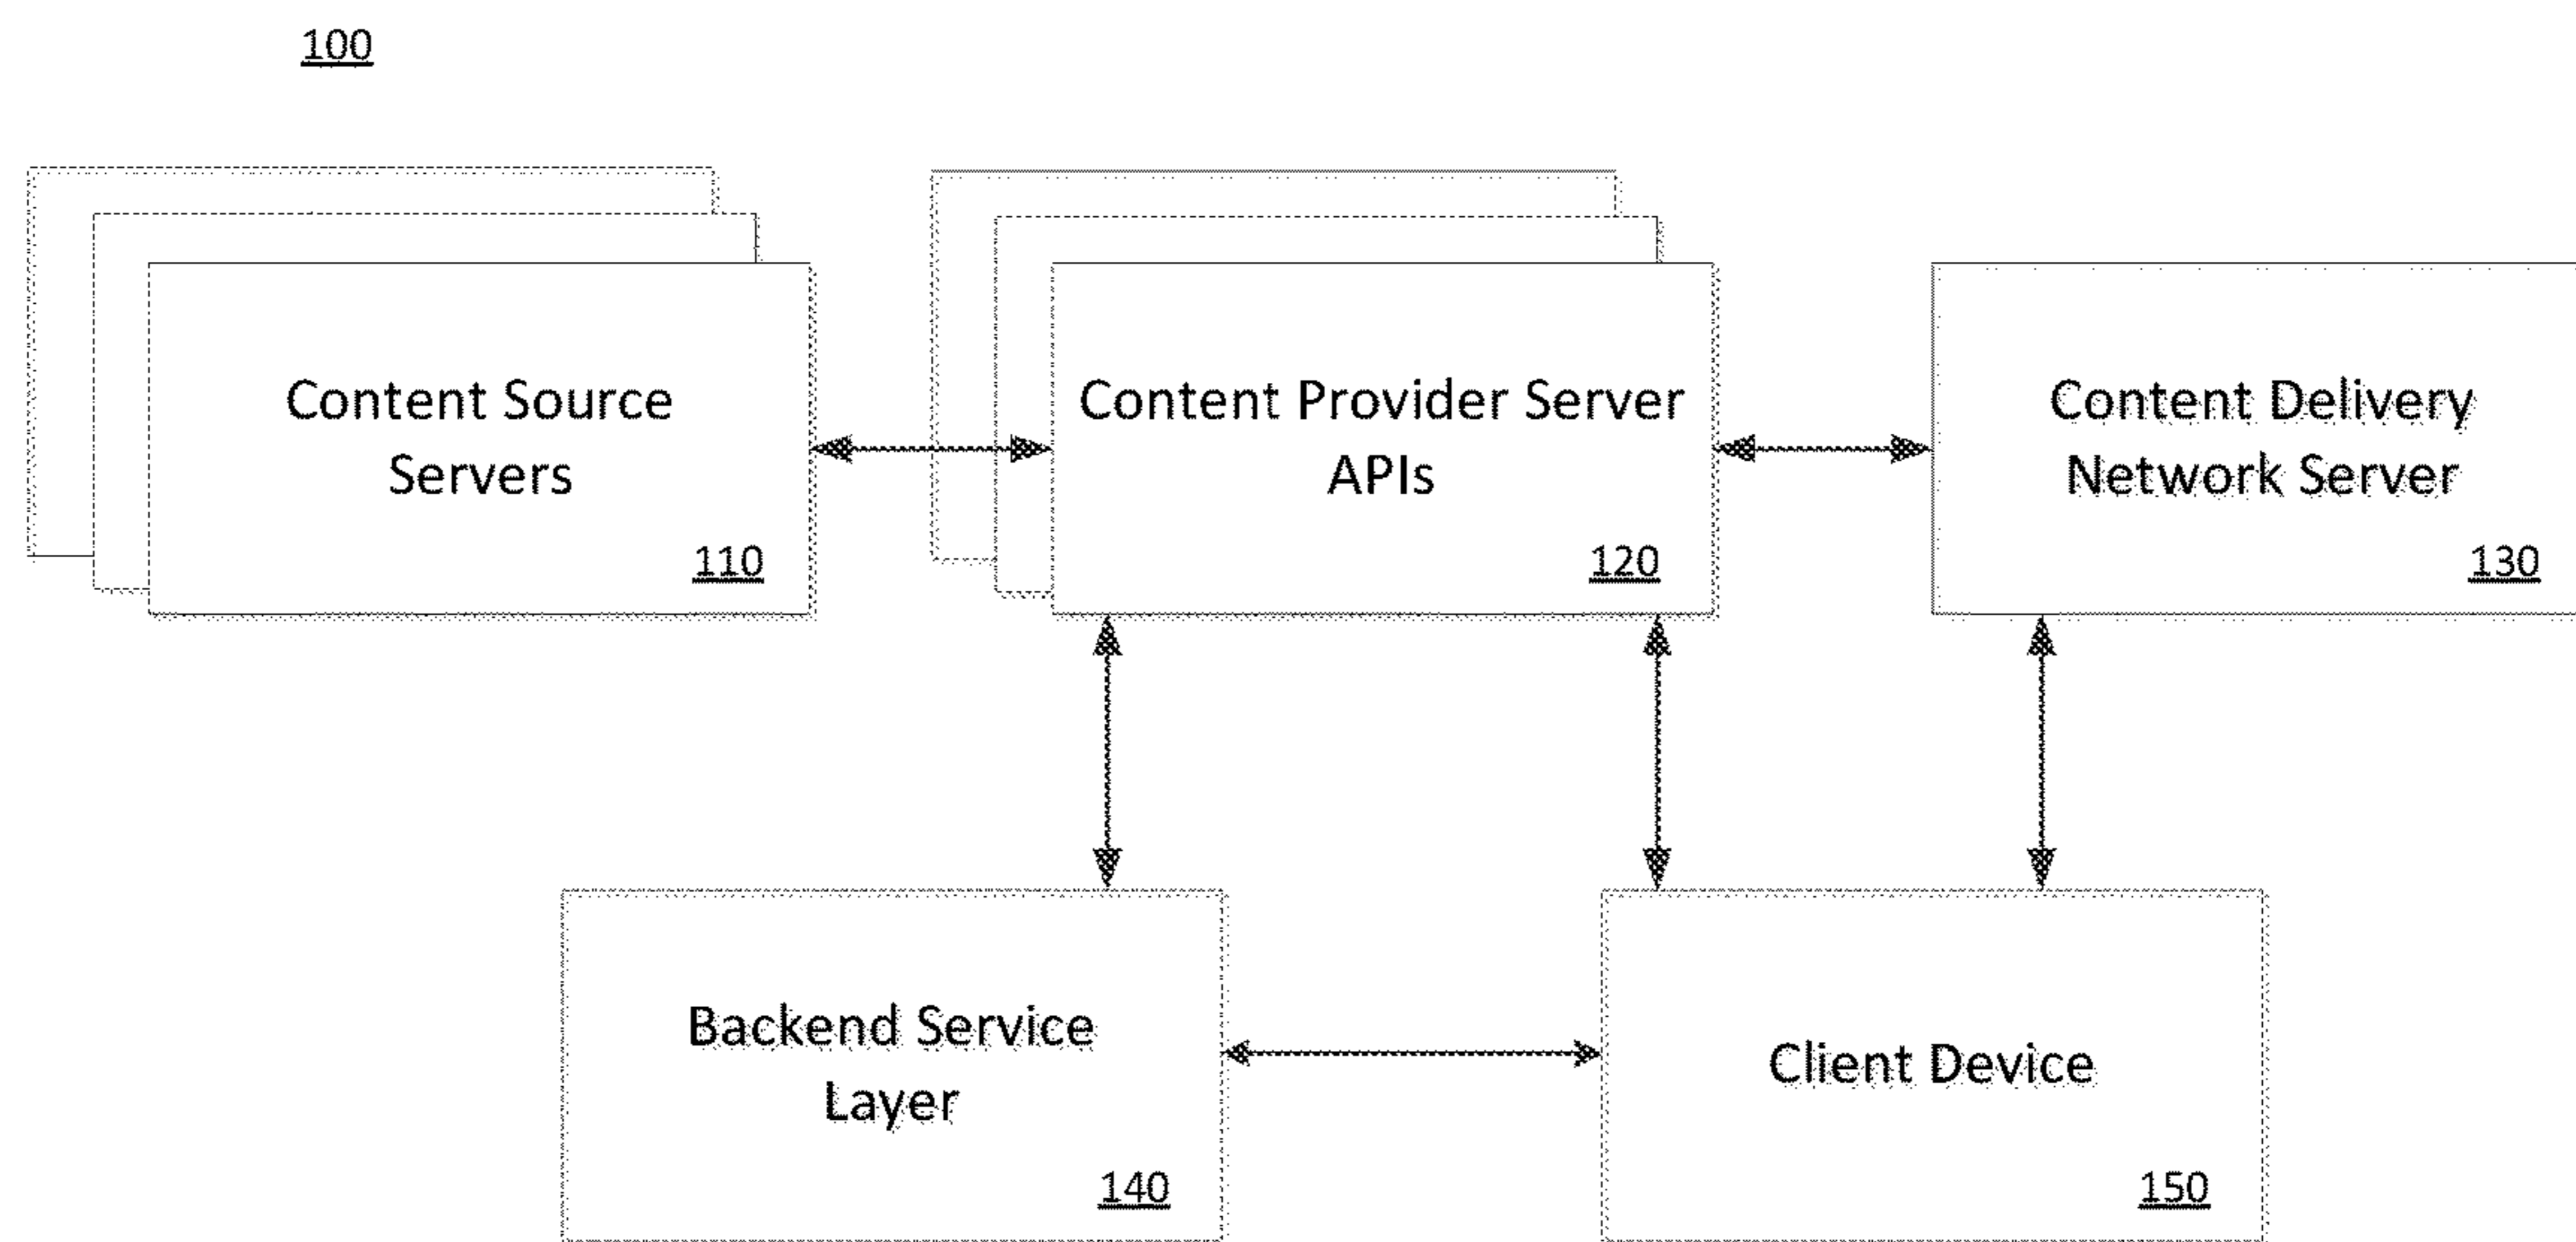 100
Content Source
Servers
110
Content Provider Server
APIs
120
Content Delivery
Network Server
130
Backend Service
Layer
140
Client Device
150